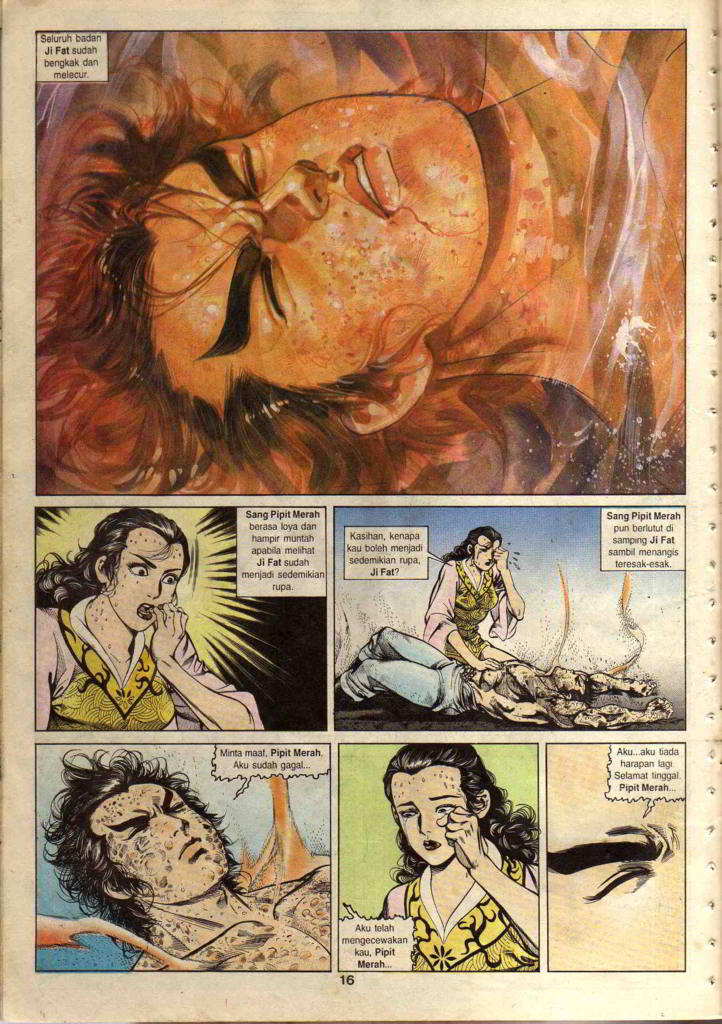 Seluruh badan
Ji Fat sudah
bengkak dan
melecur.
Sang Pipit Merah
berasa loya dan
hampir muntah
apabila melihat
Ji Fat sudah
menjadi sedemikian
rupa.
Kasihan, kenapa
kau boleh menjadi
sedemikian rupa,
Ji Fat?
Sang Pipit Merah
pun berlutut di
samping Ji Fat
sambil menangis
teresak-esak.
Minta maaf, Pipit Merah.
Aku sudah gagal...
Aku telah
mengecewakan
kau, Pipit
Merah...
Aku...aku tiada
harapan lagi
Selamat tinggal.
Pipit Merah...
16